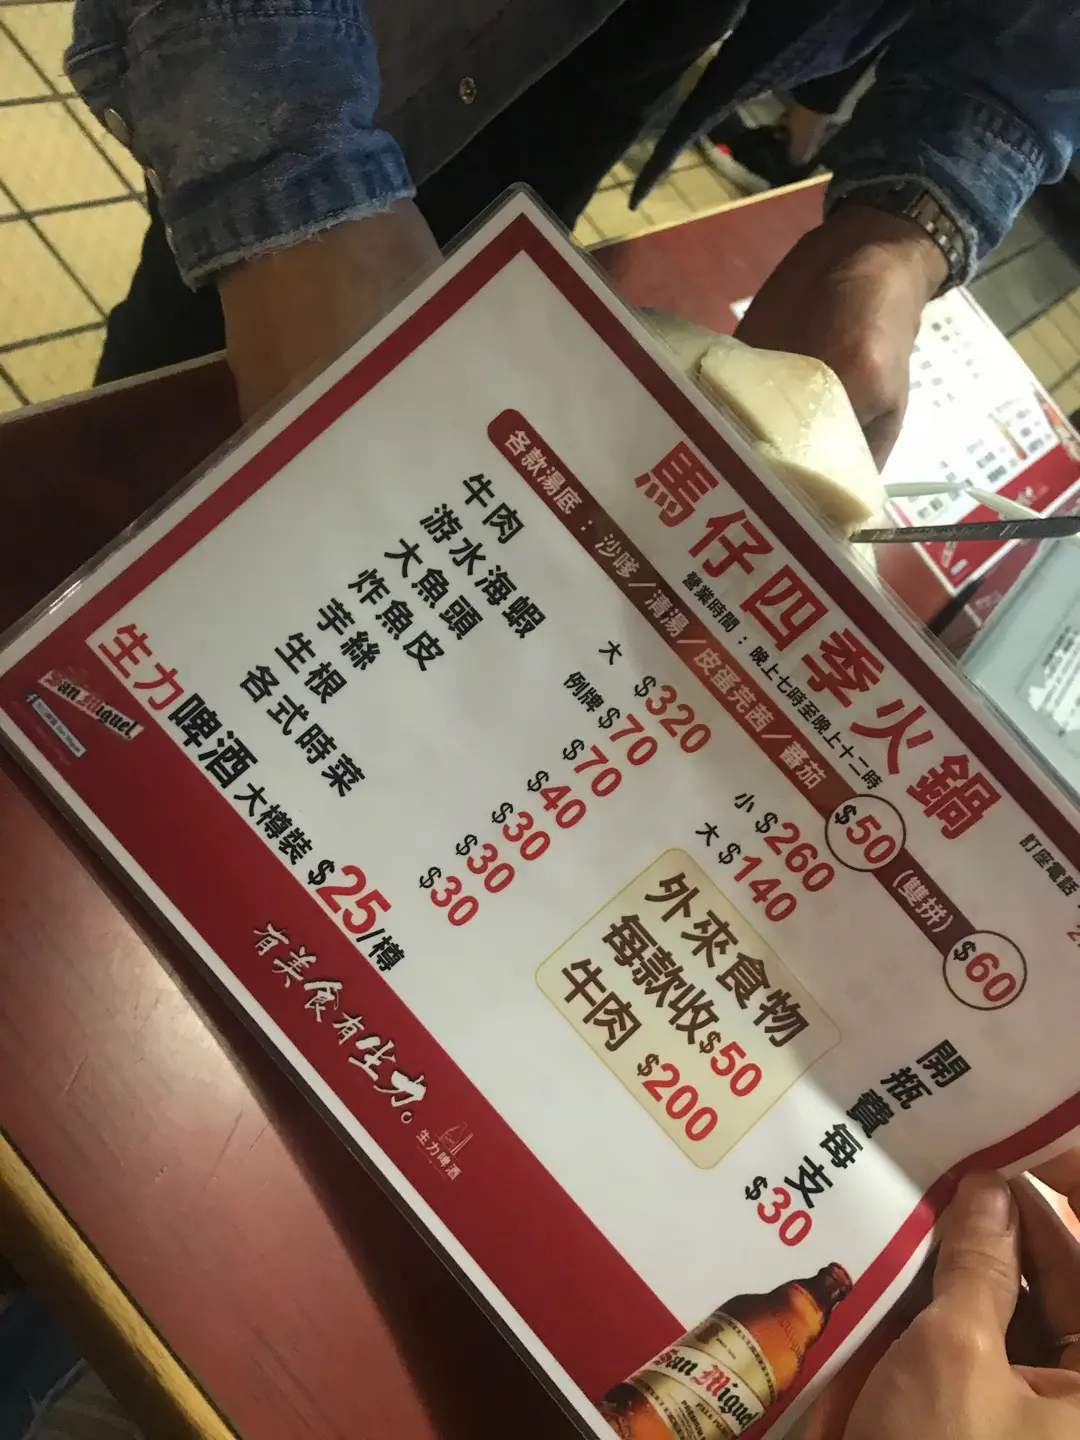 馬仔四季火鍋
訂座電話
營業時間：晚上七時至晚上十二時
各款湯底：沙嗲／清湯／皮蛋芫茜／蕃茄 $50 (雙拼) $60
牛肉 大 $320 小 $260
游水海蝦 例牌 $70 大 $140
大魚頭 $70
炸魚皮 $40
芋絲 $30
生根 $30
各式時菜 $30
外來食物
每款收$50
牛肉 $200
開瓶費每支 $30
生力啤酒 大樽裝 $25/樽
San Miguel
有美食有生力。
生力啤酒
San Miguel